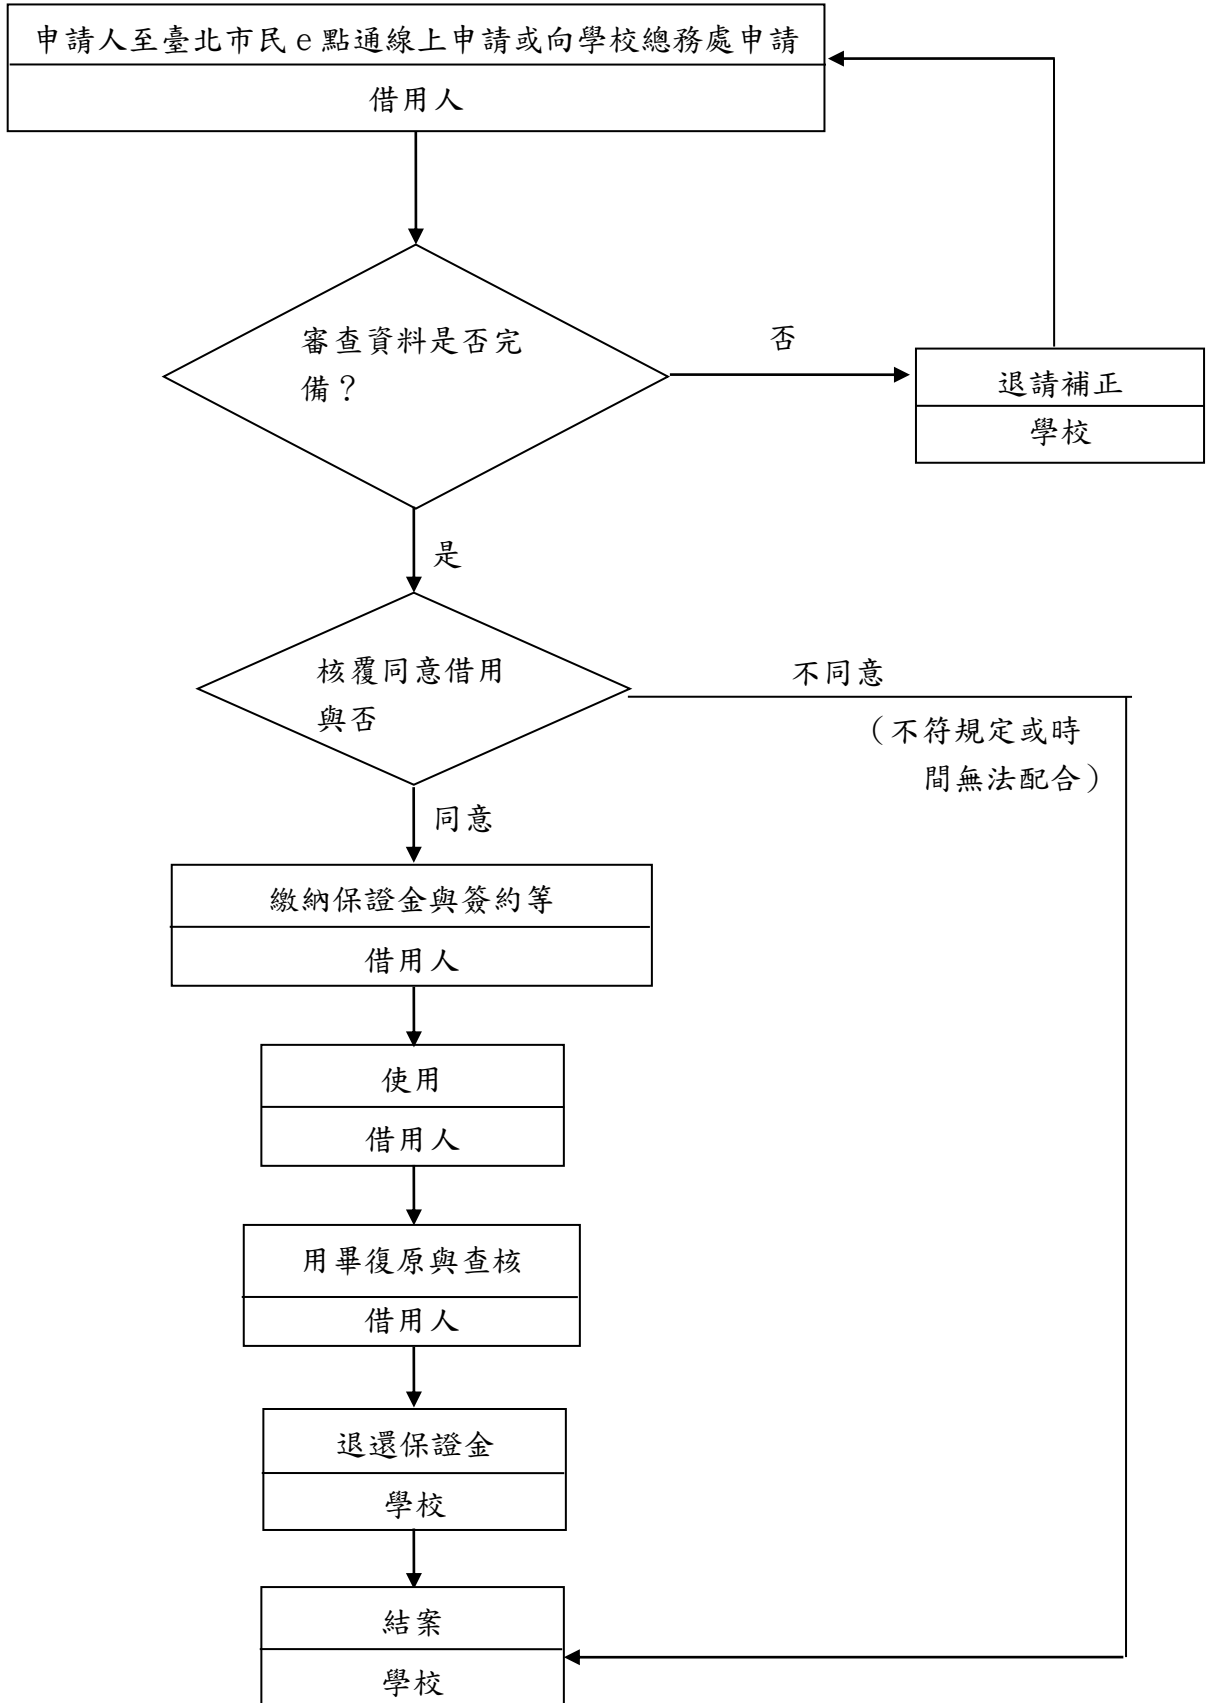 申請人至臺北市民e點通線上申請或向學校總務處申請
借用人
審查資料是否完
備？
否
退請補正
學校
是
核覆同意借用
與否
不同意
（不符規定或時
間無法配合）
同意
繳納保證金與簽約等
借用人
使用
借用人
用畢復原與查核
借用人
退還保證金
學校
結案
學校